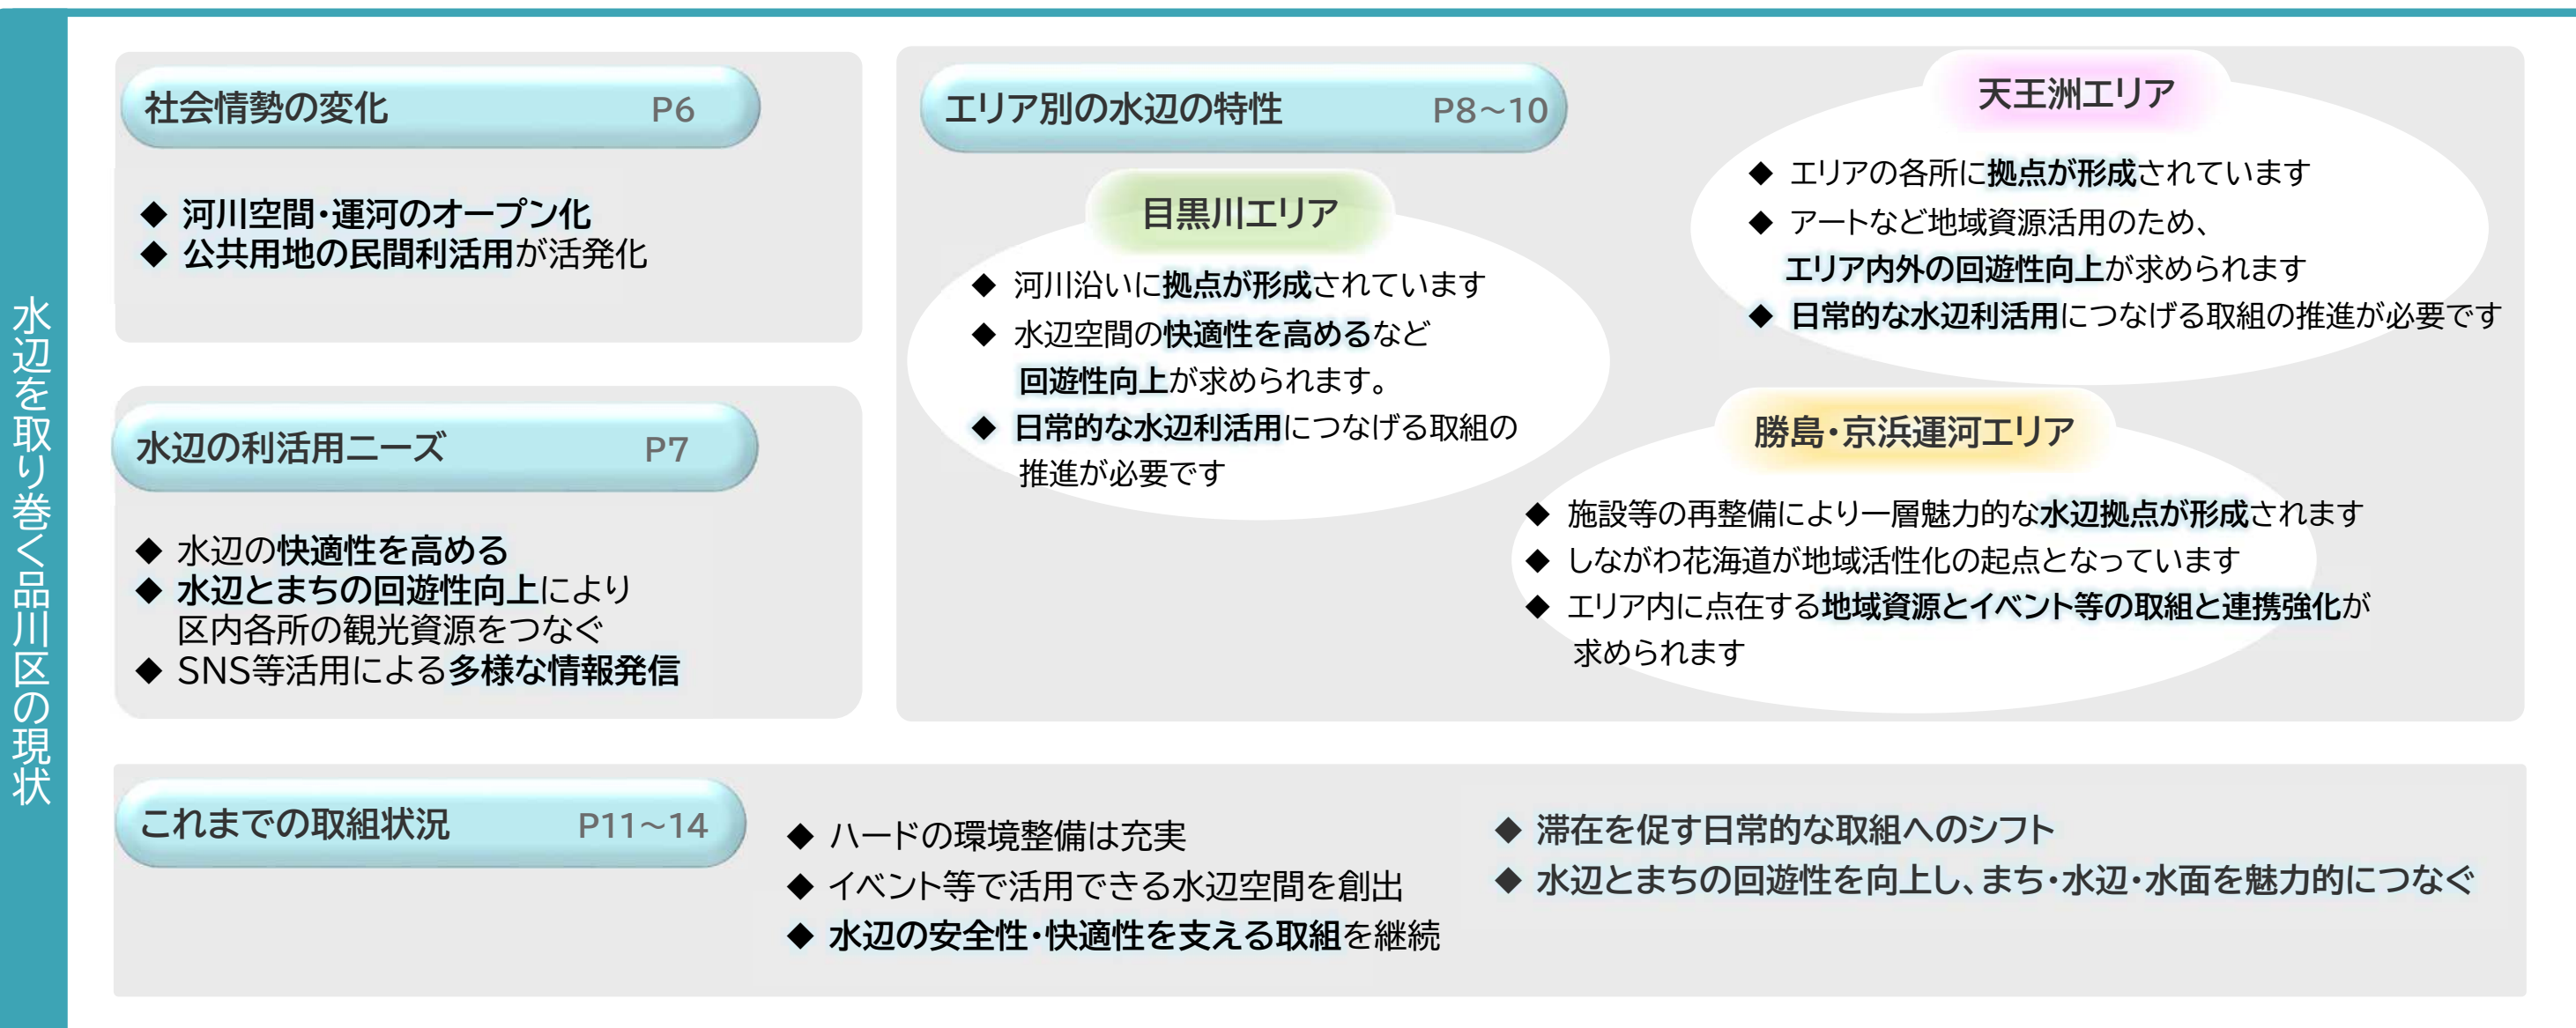 水辺を取り巻く品川区の現状
社会情勢の変化 P6
◆ 河川空間・運河のオープン化
◆ 公共用地の民間利活用が活発化
水辺の利活用ニーズ P7
◆ 水辺の快適性を高める
◆ 水辺とまちの回遊性向上により
区内各所の観光資源をつなぐ
◆ SNS等活用による多様な情報発信
エリア別の水辺の特性 P8～10
目黒川エリア
◆ 河川沿いに拠点が形成されています
◆ 水辺空間の快適性を高めるなど
回遊性向上が求められます。
◆ 日常的な水辺利活用につなげる取組の
推進が必要です
天王洲エリア
◆ エリアの各所に拠点が形成されています
◆ アートなど地域資源活用のため、
エリア内外の回遊性向上が求められます
◆ 日常的な水辺利活用につなげる取組の推進が必要です
勝島・京浜運河エリア
◆ 施設等の再整備により一層魅力的な水辺拠点が形成されます
◆ しながわ花海道が地域活性化の起点となっています
◆ エリア内に点在する地域資源とイベント等の取組と連携強化が
求められます
これまでの取組状況 P11～14
◆ ハードの環境整備は充実
◆ イベント等で活用できる水辺空間を創出
◆ 水辺の安全性・快適性を支える取組を継続
◆ 滞在を促す日常的な取組へのシフト
◆ 水辺とまちの回遊性を向上し、まち・水辺・水面を魅力的につなぐ